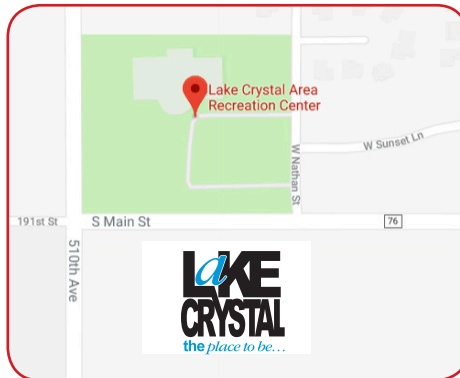 Lake Crystal Area
Recreation Center
W Sunset Ln
W Nathan St
191st St
S Main St
76
510th Ave
LaKE
CRYSTAL
the place to be...